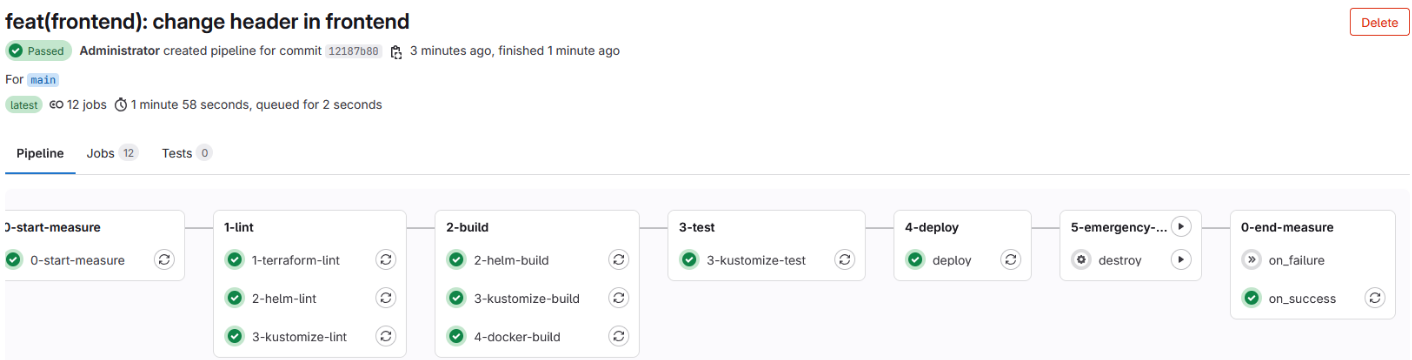 feat(frontend): change header in frontend
Delete
Passed Administrator created pipeline for commit 12187b80 3 minutes ago, finished 1 minute ago
For main
latest 12 jobs 1 minute 58 seconds, queued for 2 seconds
Pipeline Jobs 12 Tests 0
0-start-measure
0-start-measure
1-lint
1-terraform-lint
2-helm-lint
3-kustomize-lint
2-build
2-helm-build
3-kustomize-build
4-docker-build
3-test
3-kustomize-test
4-deploy
deploy
5-emergency-...
destroy
0-end-measure
on_failure
on_success